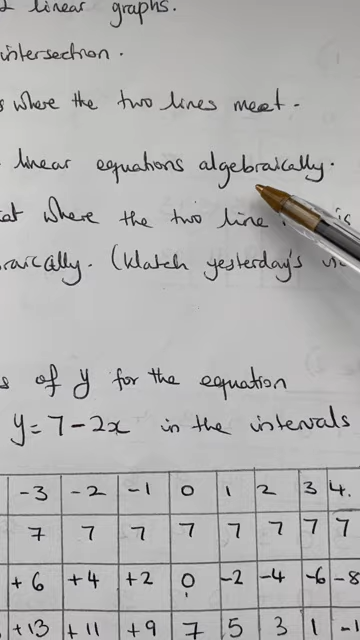 linear graphs.
intersection.
where the two lines meet.
linear equations algebraically.
at where the two line is
raically. (Watch yesterday's
of y for the equation
y = 7 - 2x in the intervals
-3 -2 -1 0 1 2 3 4.
7 7 7 7 7 7 7 7
+6 +4 +2 0 -2 -4 -6 -8
+13 +11 +9 7 5 3 1 -1